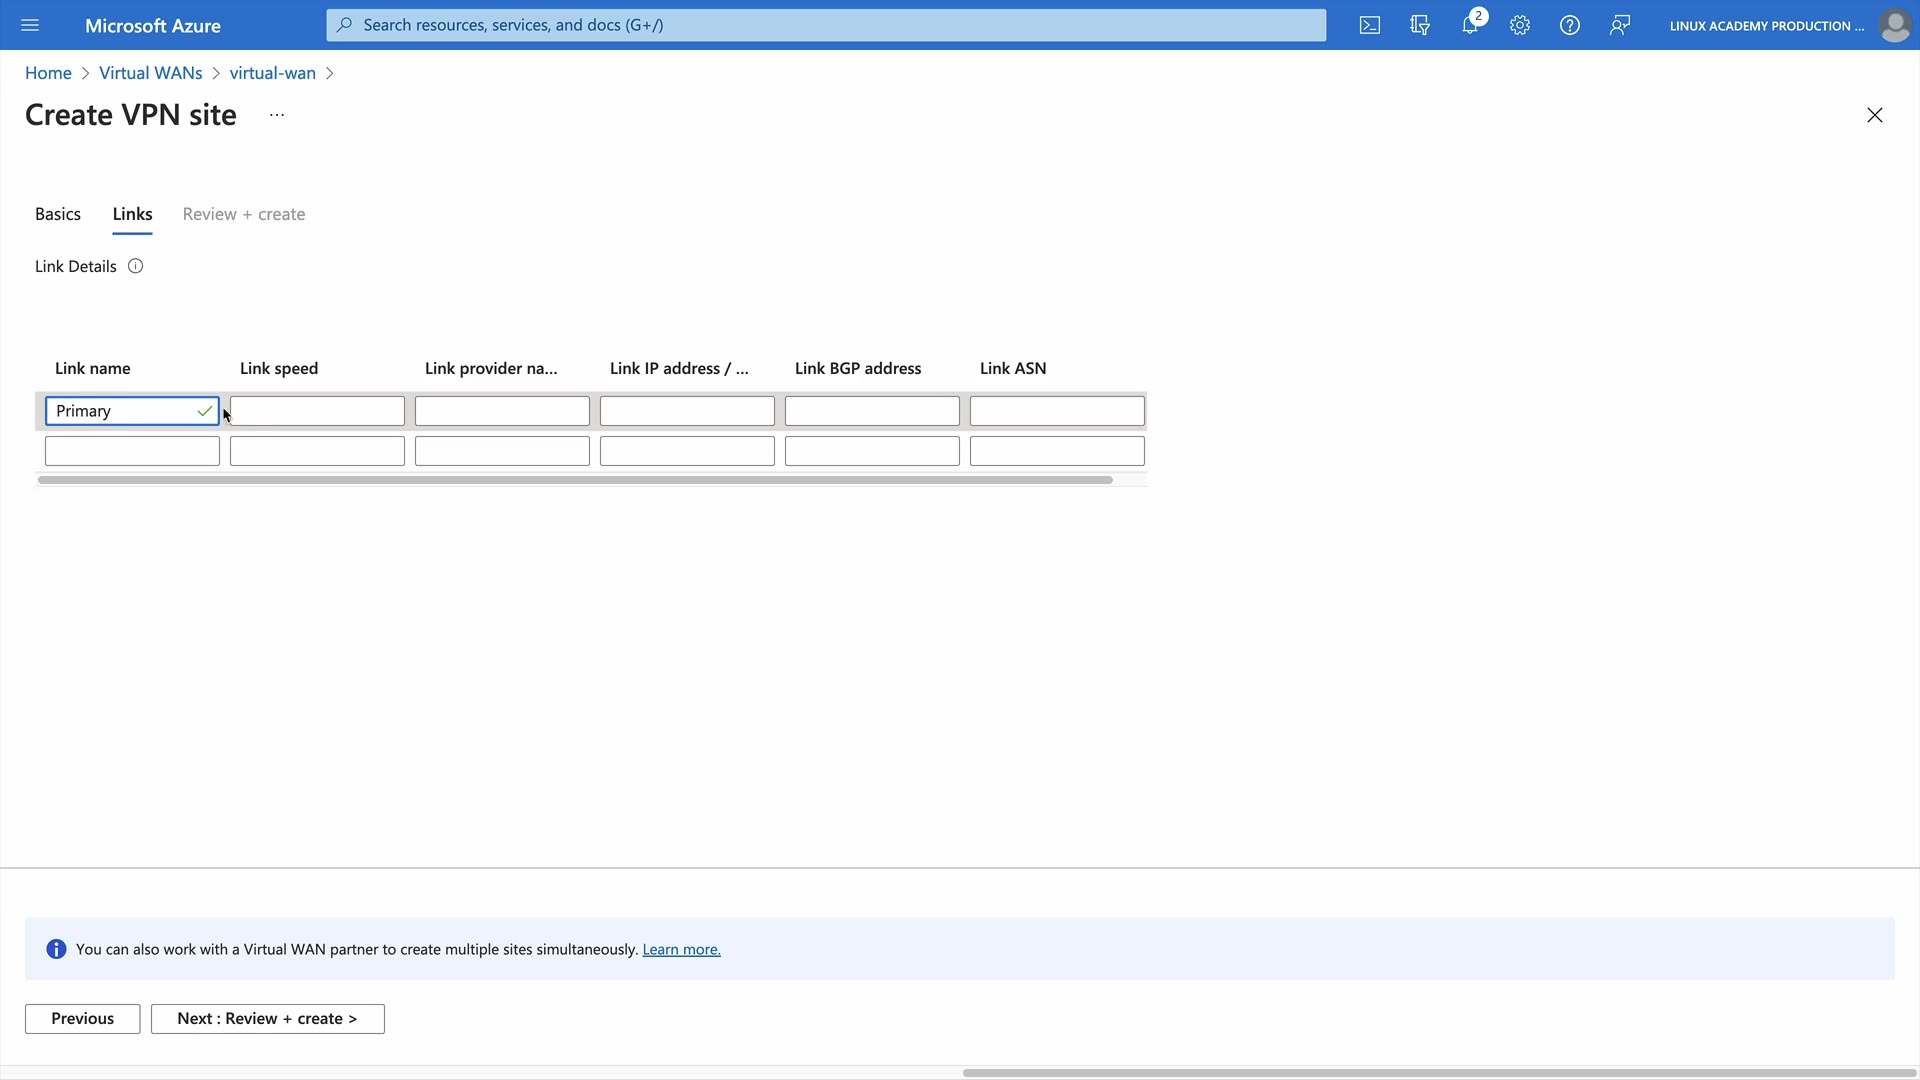 Microsoft Azure
Search resources, services, and docs (G+/)
2
LINUX ACADEMY PRODUCTION ...
Home > Virtual WANs > virtual-wan >
Create VPN site ...
Basics
Links
Review + create
Link Details
Link name
Link speed
Link provider na...
Link IP address / ...
Link BGP address
Link ASN
Primary
You can also work with a Virtual WAN partner to create multiple sites simultaneously. Learn more.
Previous
Next : Review + create >